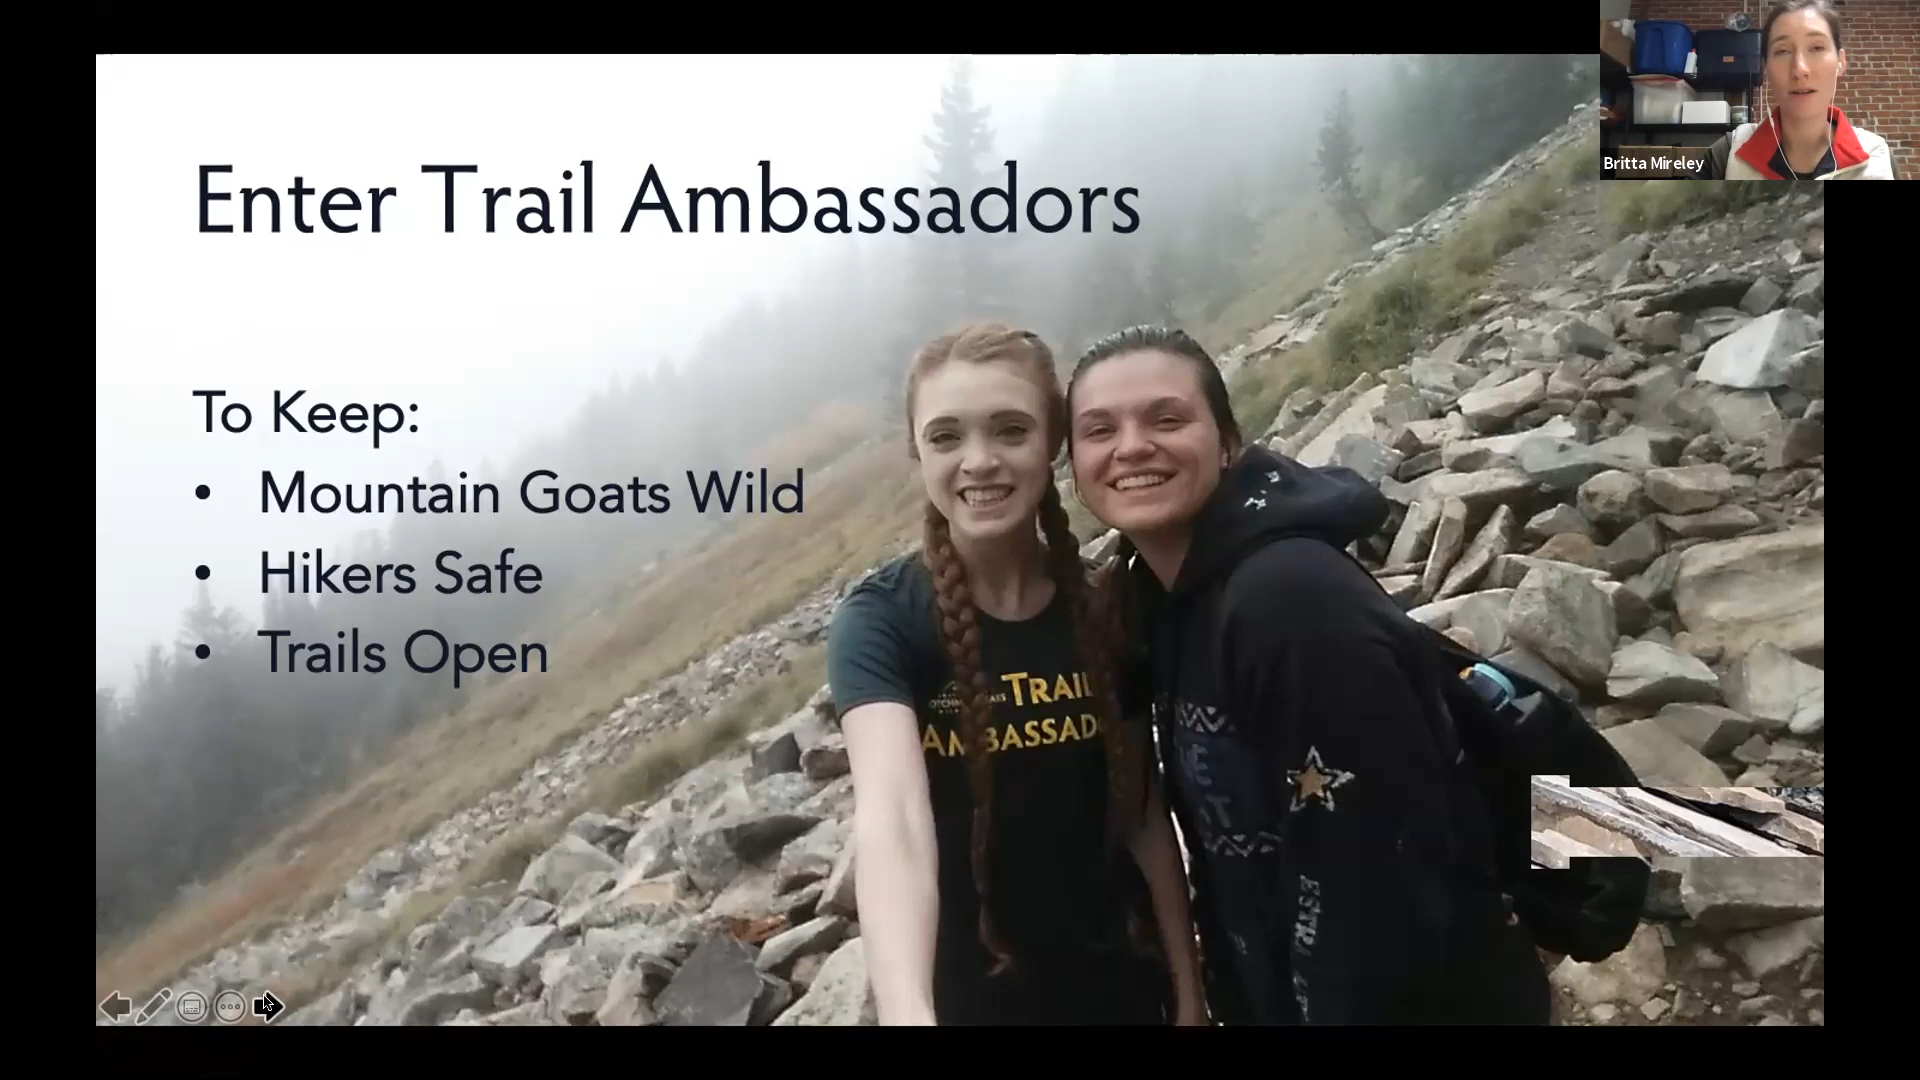 Enter Trail Ambassadors
Britta Mireley
To Keep:
• Mountain Goats Wild
• Hikers Safe
• Trails Open
TRAIL
AMBASSAD